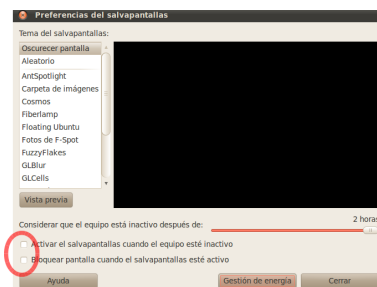 Preferencias del salvapantallas
Tema del salvapantallas:
Oscurecer pantalla
Aleatorio
AntSpotlight
Carpeta de imágenes
Cosmos
Fiberlamp
Floating Ubuntu
Fotos de F-Spot
FuzzyFlakes
GLBlur
GLCells
Vista previa
Considerar que el equipo está inactivo después de:
2 horas
Activar el salvapantallas cuando el equipo esté inactivo
Bloquear pantalla cuando el salvapantallas esté activo
Ayuda
Gestión de energía
Cerrar